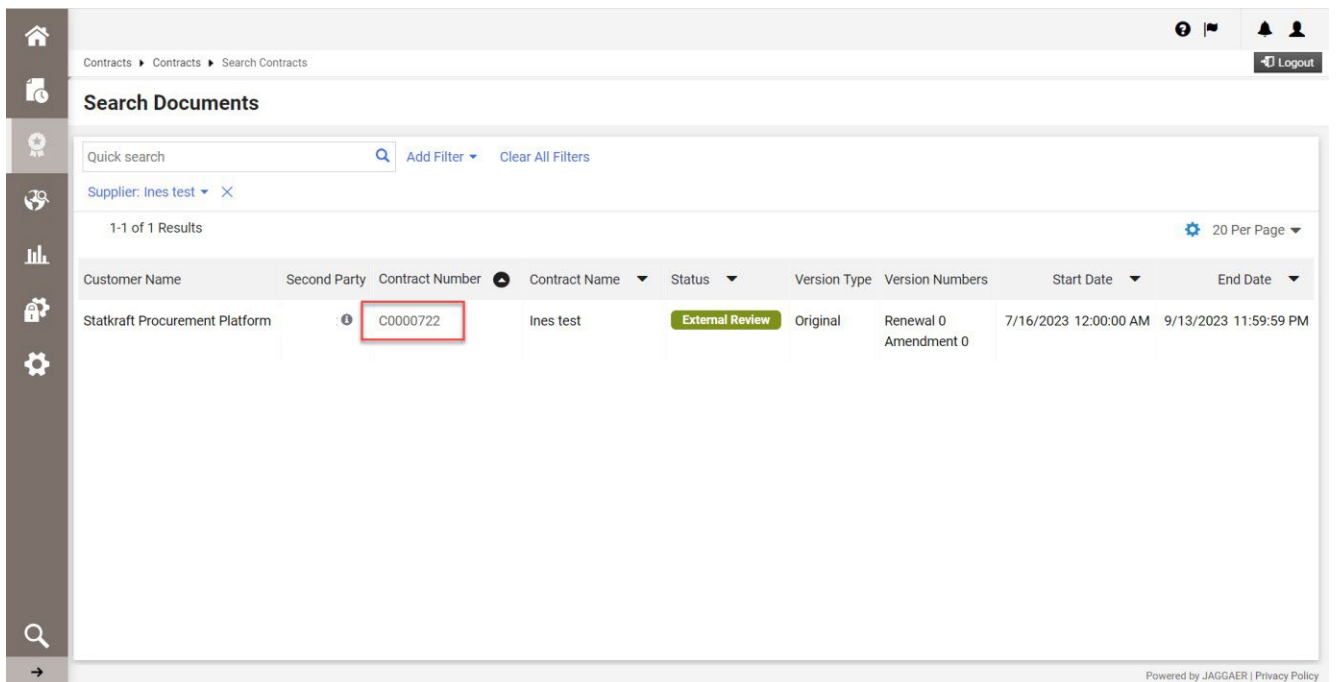 Contracts Contracts Search Contracts
Logout
Search Documents
Quick search Add Filter Clear All Filters
Supplier: Ines test
1-1 of 1 Results 20 Per Page
Customer Name Second Party Contract Number Contract Name Status Version Type Version Numbers Start Date End Date
Statkraft Procurement Platform C0000722 Ines test External Review Original Renewal 0 7/16/2023 12:00:00 AM 9/13/2023 11:59:59 PM
Amendment 0
Powered by JAGGAER | Privacy Policy